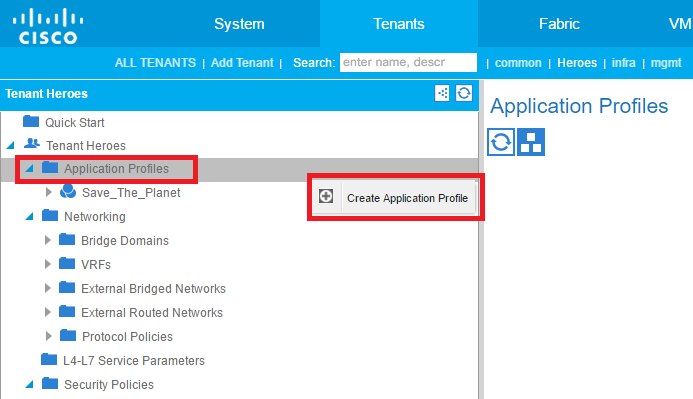 CISCO
System Tenants Fabric VM
ALL TENANTS | Add Tenant | Search: enter name, descr | common | Heroes | infra | mgmt
Tenant Heroes
Application Profiles
Quick Start
Tenant Heroes
Application Profiles
Save_The_Planet
Create Application Profile
Networking
Bridge Domains
VRFs
External Bridged Networks
External Routed Networks
Protocol Policies
L4-L7 Service Parameters
Security Policies